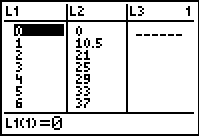 L1 L2 L3 1
0 0 ------
1 10.5
2 21
3 25
4 29
5 33
6 37
L1(1)=0